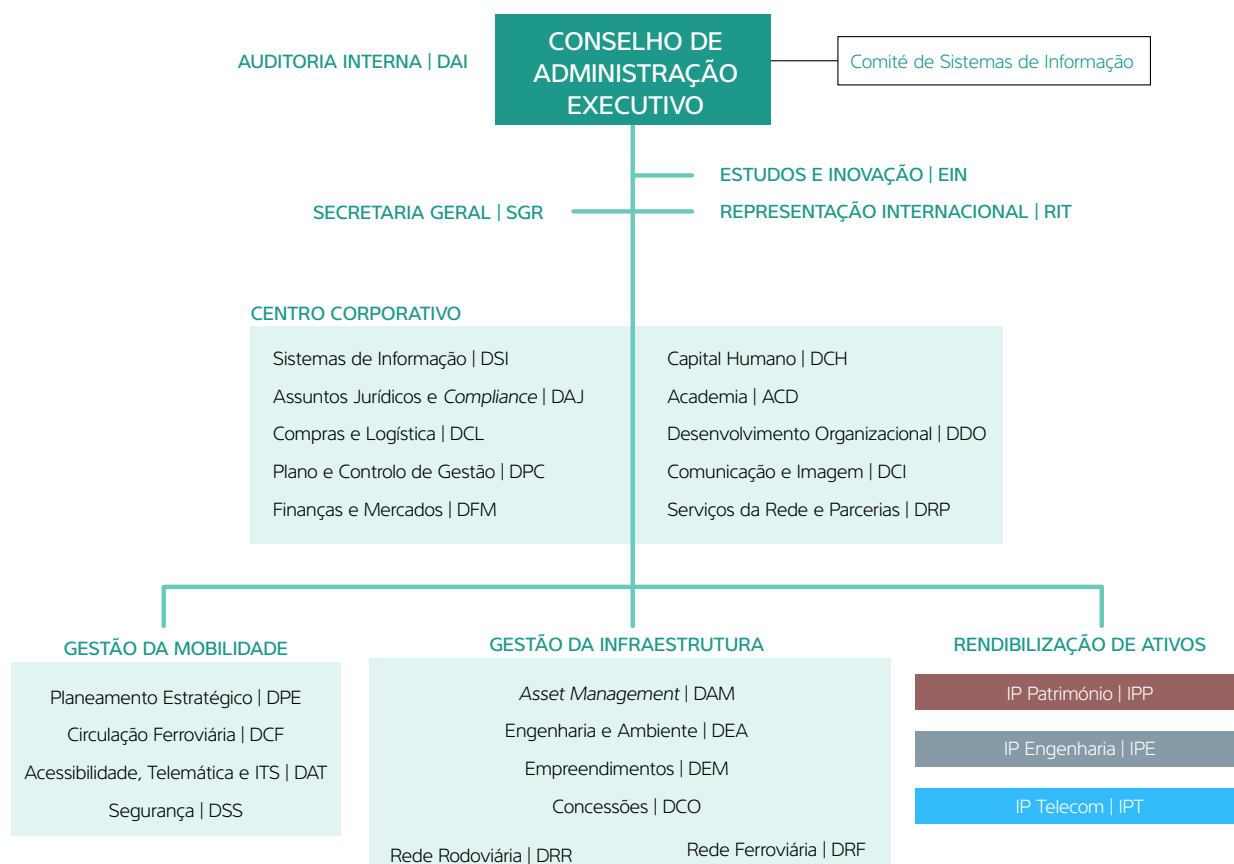 AUDITORIA INTERNA | DAI
CONSELHO DE
ADMINISTRAÇÃO
EXECUTIVO
Comité de Sistemas de Informação
ESTUDOS E INOVAÇÃO | EIN
SECRETARIA GERAL | SGR
REPRESENTAÇÃO INTERNACIONAL | RIT
CENTRO CORPORATIVO
Sistemas de Informação | DSI
Assuntos Jurídicos e Compliance | DAJ
Compras e Logística | DCL
Plano e Controlo de Gestão | DPC
Finanças e Mercados | DFM
Capital Humano | DCH
Academia | ACD
Desenvolvimento Organizacional | DDO
Comunicação e Imagem | DCI
Serviços da Rede e Parcerias | DRP
GESTÃO DA MOBILIDADE
Planeamento Estratégico | DPE
Circulação Ferroviária | DCF
Acessibilidade, Telemática e ITS | DAT
Segurança | DSS
GESTÃO DA INFRAESTRUTURA
Asset Management | DAM
Engenharia e Ambiente | DEA
Empreendimentos | DEM
Concessões | DCO
Rede Rodoviária | DRR
Rede Ferroviária | DRF
RENDIBILIZAÇÃO DE ATIVOS
IP Património | IPP
IP Engenharia | IPE
IP Telecom | IPT